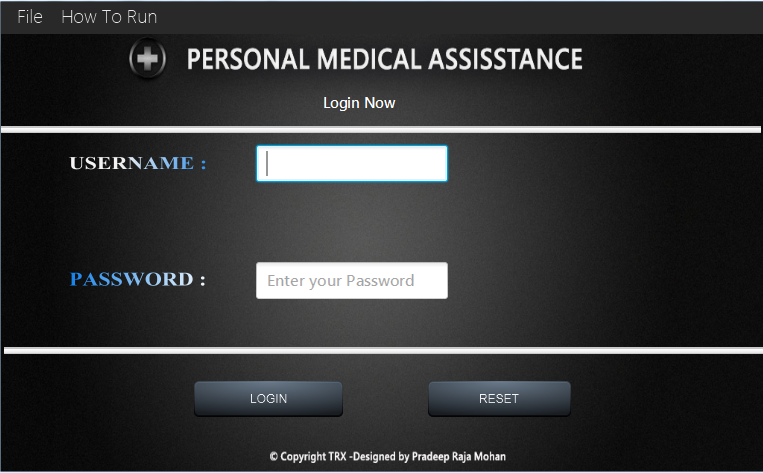 File How To Run
PERSONAL MEDICAL ASSISSTANCE
Login Now
USERNAME :
PASSWORD : Enter your Password
LOGIN RESET
© Copyright TRX -Designed by Pradeep Raja Mohan